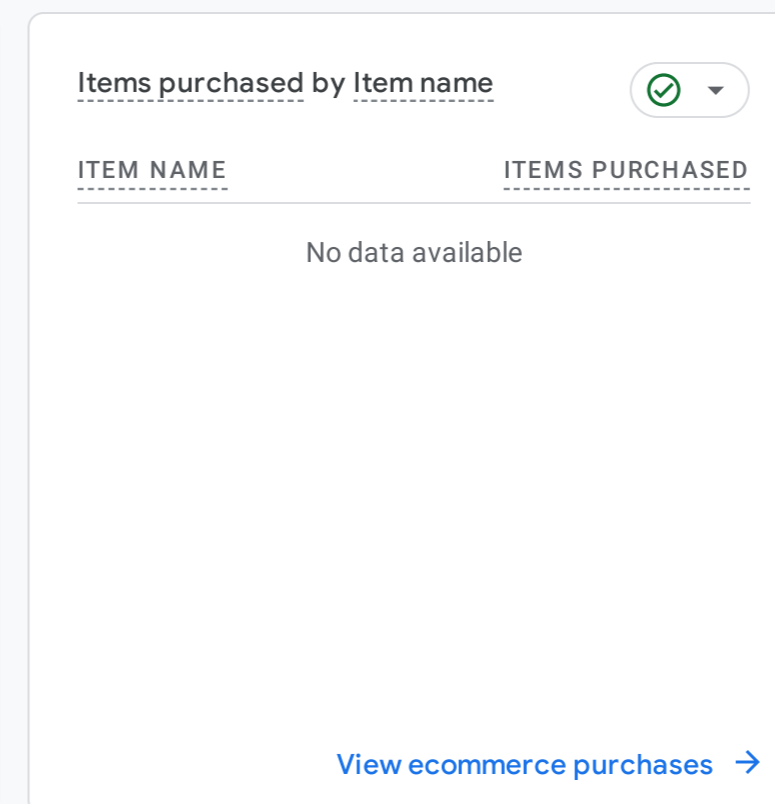 Items purchased by Item name
ITEM NAME ITEMS PURCHASED
No data available
View ecommerce purchases